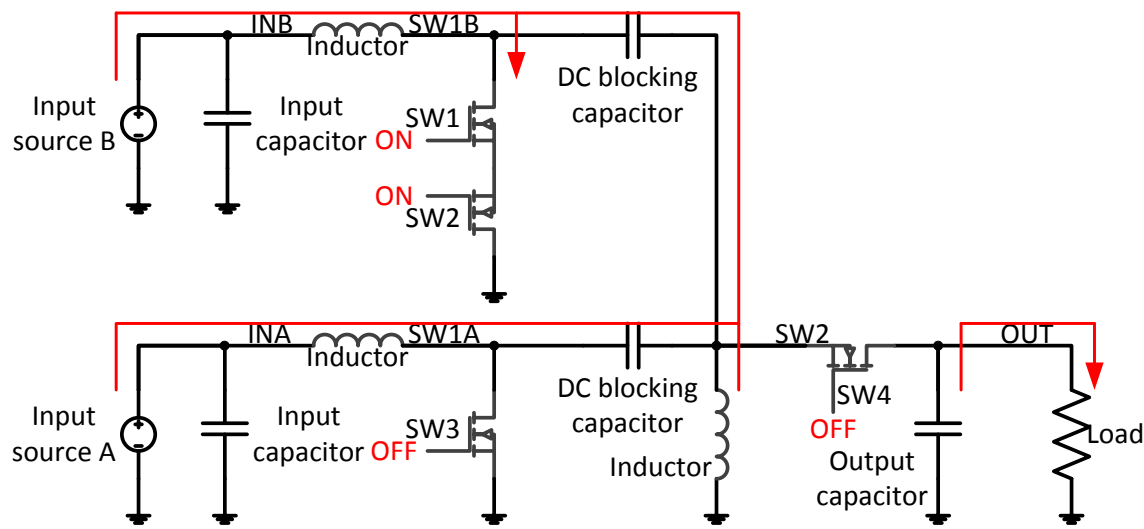 INB
SW1B
Inductor
DC blocking
capacitor
Input
source B
Input
capacitor
SW1
ON
ON
SW2
INA
SW1A
Inductor
DC blocking
capacitor
SW2
OUT
Input
source A
Input
capacitor
SW3
OFF
Inductor
SW4
OFF
Output
capacitor
Load